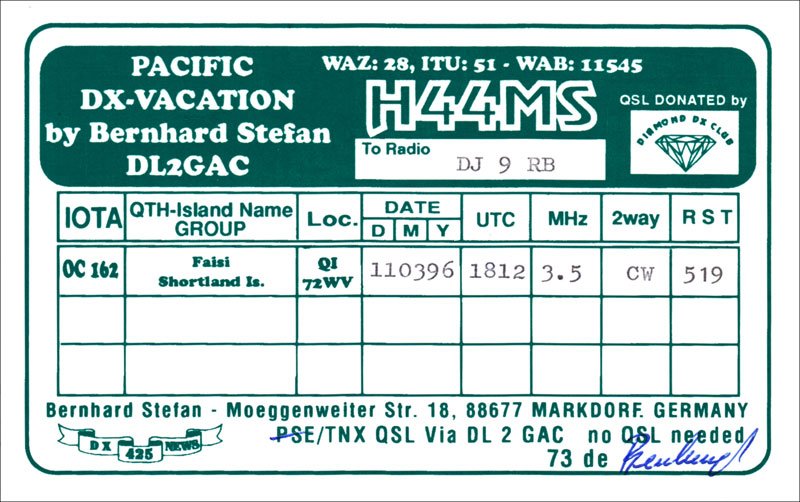 PACIFIC
DX-VACATION
by Bernhard Stefan
DL2GAC
WAZ: 28, ITU: 51 - WAB: 11545
H44MS
QSL DONATED by
DIAMOND DX CLUB
To Radio
DJ 9 RB
IOTA QTH-Island Name GROUP Loc. DATE D M Y UTC MHz 2way RST
OC 162 Faisi Shortland Is. QI 72WV 110396 1812 3.5 CW 519
Bernhard Stefan - Moeggenweiter Str. 18, 88677 MARKDORF. GERMANY
DX 425 NEWS
PSE/TNX QSL Via DL 2 GAC no QSL needed
73 de Bernhard